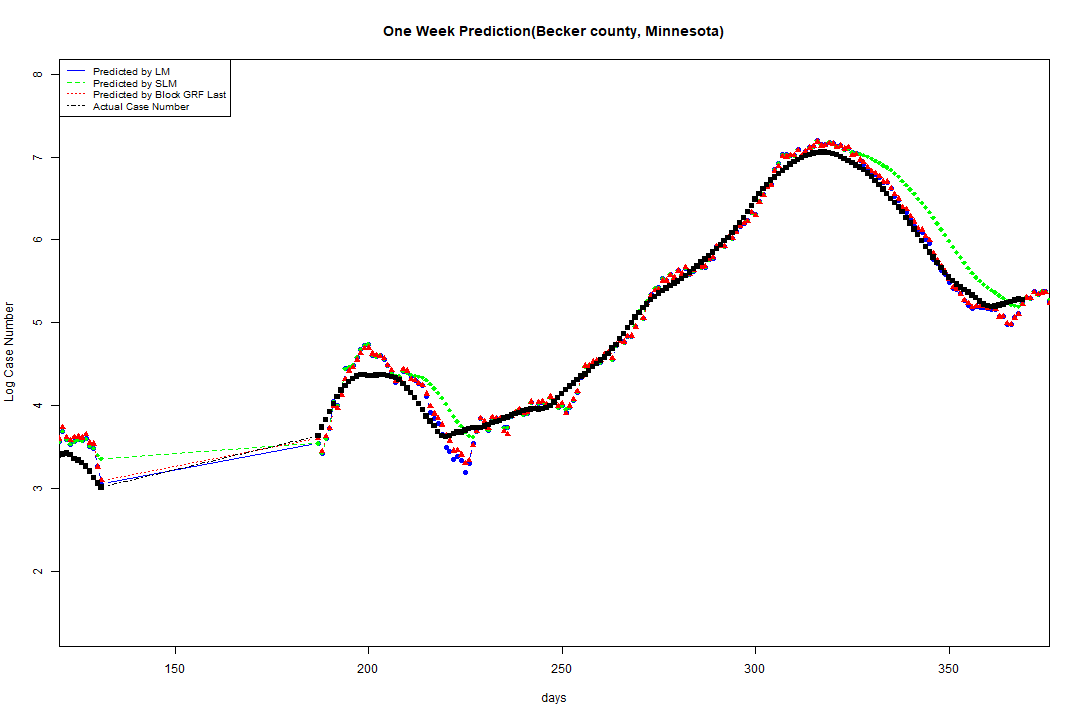 One Week Prediction(Becker county, Minnesota)
Predicted by LM
Predicted by SLM
Predicted by Block GRF Last
Actual Case Number
8
7
6
5
4
3
2
Log Case Number
150 200 250 300 350
days